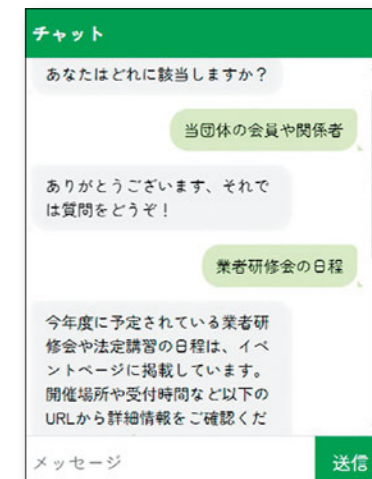 チャット
あなたはどれに該当しますか？
当団体の会員や関係者
ありがとうございます、それで
は質問をどうぞ！
業者研修会の日程
今年度に予定されている業者研
修会や法定講習の日程は、イベ
ントページに掲載しています。
開催場所や受付時間など以下の
URLから詳細情報をご確認くだ
メッセージ
送信